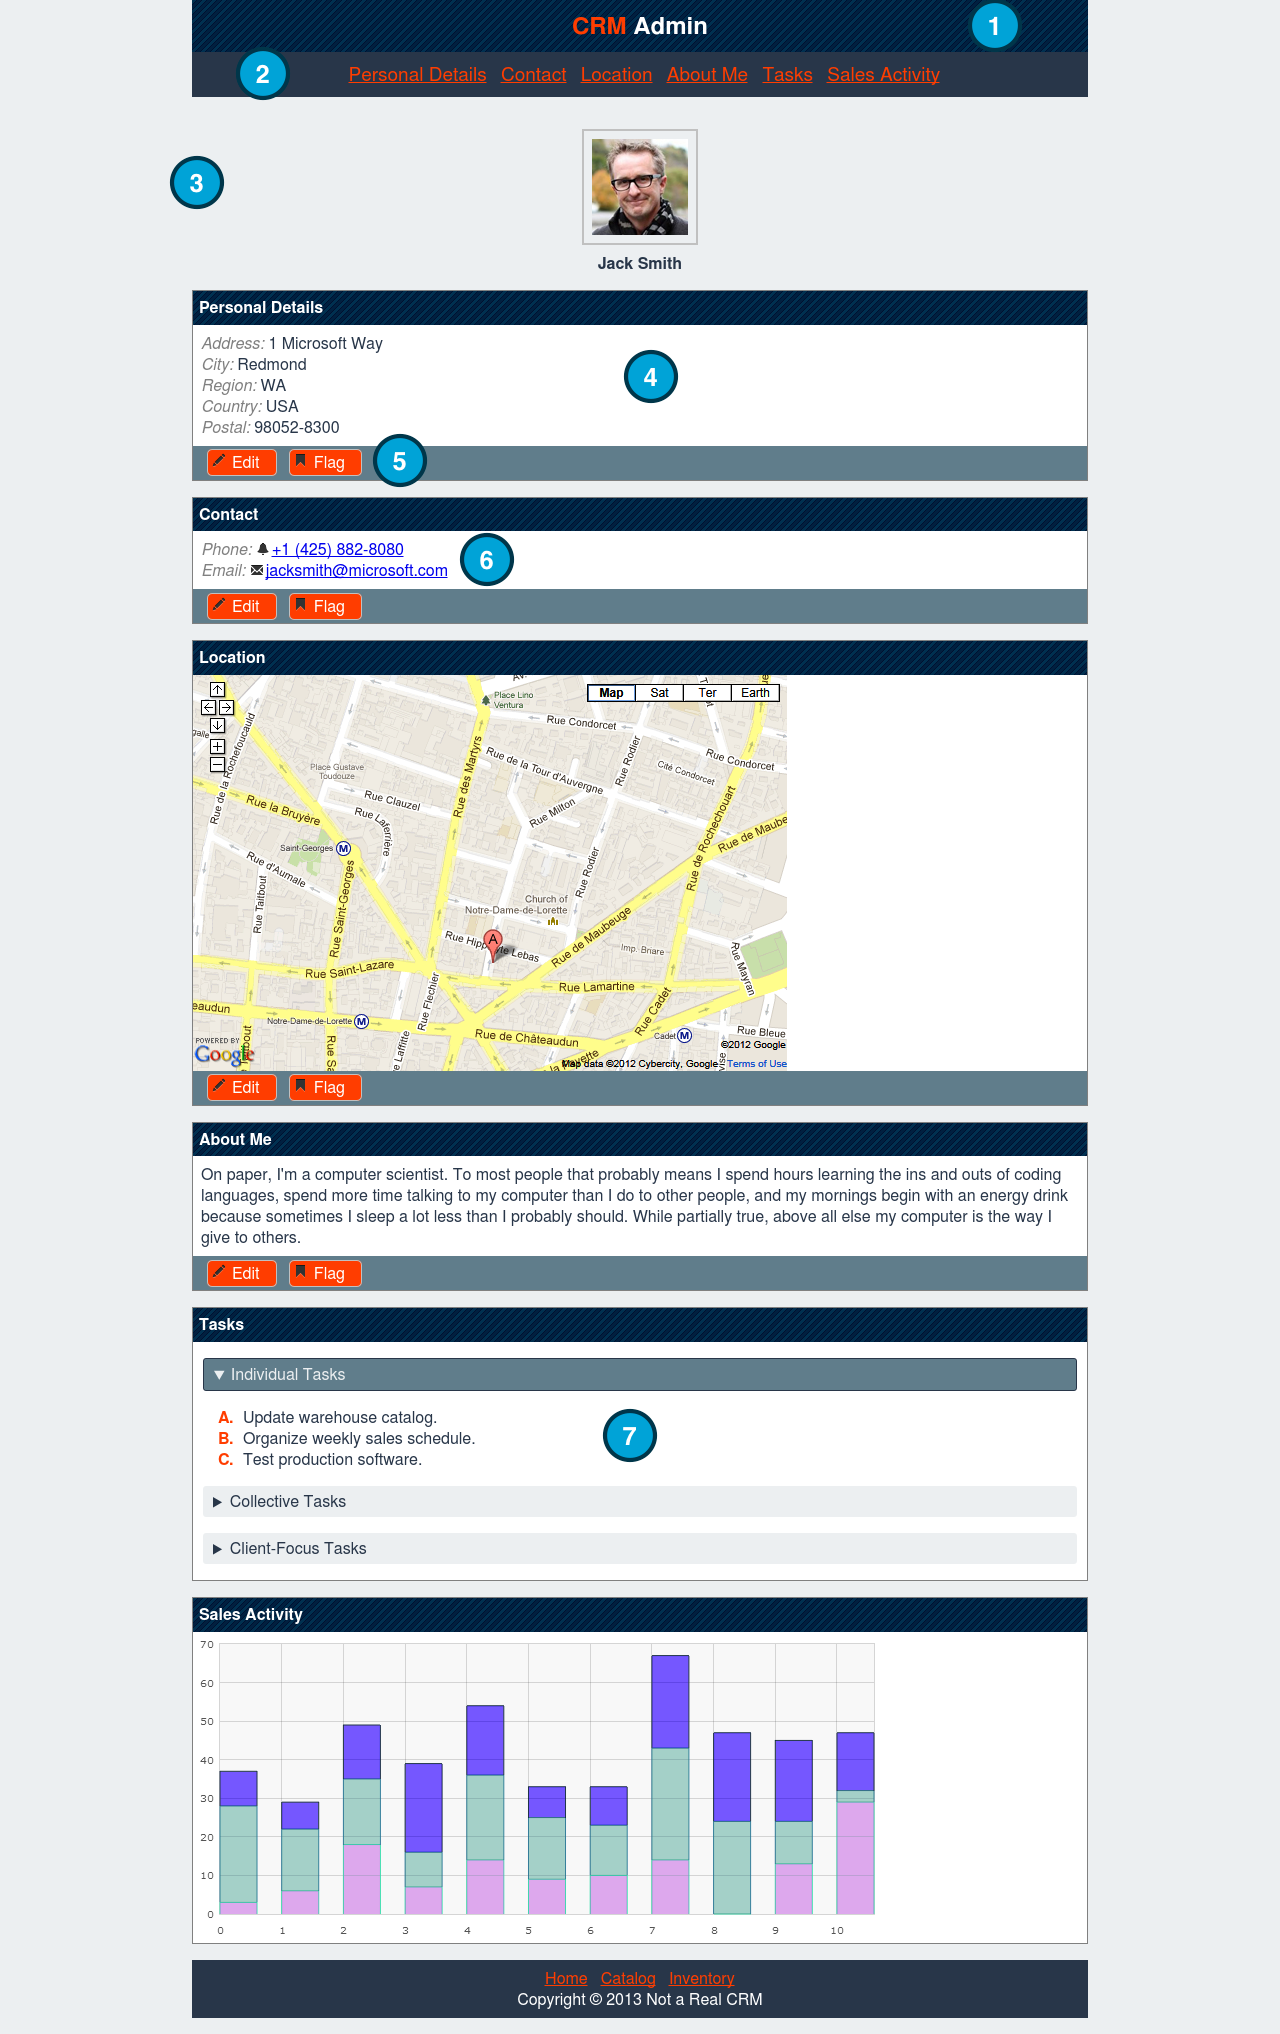 CRM Admin
1
2
Personal Details Contact Location About Me Tasks Sales Activity
3
Jack Smith
Personal Details
Address: 1 Microsoft Way
City: Redmond
4
Region: WA
Country: USA
Postal: 98052-8300
Edit Flag 5
Contact
Phone: +1 (425) 882-8080
6
Email: jacksmith@microsoft.com
Edit Flag
Location
Map Sat Ter Earth
Place Lino
Ventura
Rue Condorcet
Rue Condorcet
Cité Condorcet
Rue de la Rochefoucauld
Rue des Martyrs
Rue de la Tour d'Auvergne
Rue Rodier
Place Gustave
Toudouze
Rue Clauzel
Rue la Bruyère
Rue Laferrière
Rue Milton
Rue de Rochechouart
Rue de Maube
Saint-Georges
M
Rue d'Aumale
Rue Rodier
Rue Taitbout
Rue Saint-Georges
Church of
Notre-Dame-de-Lorette
A
Rue Hipp te Lebas
Rue de Maubeuge
Imp. Briare
Rue Mayran
Rue Saint-Lazare
Rue Flechier
Rue Lamartine
Rue Cadet
eaudun
Notre-Dame-de-Lorette
M
Rue de Châteaudun
Cadet
M
Rue Bleue
POWERED BY
Google
©2012 Google
Map data ©2012 Cybercity, Google - Terms of Use
Edit Flag
About Me
On paper, I'm a computer scientist. To most people that probably means I spend hours learning the ins and outs of coding
languages, spend more time talking to my computer than I do to other people, and my mornings begin with an energy drink
because sometimes I sleep a lot less than I probably should. While partially true, above all else my computer is the way I
give to others.
Edit Flag
Tasks
Individual Tasks
A. Update warehouse catalog.
B. Organize weekly sales schedule.
7
C. Test production software.
Collective Tasks
Client-Focus Tasks
Sales Activity
70
60
50
40
30
20
10
0
0 1 2 3 4 5 6 7 8 9 10
Home Catalog Inventory
Copyright © 2013 Not a Real CRM